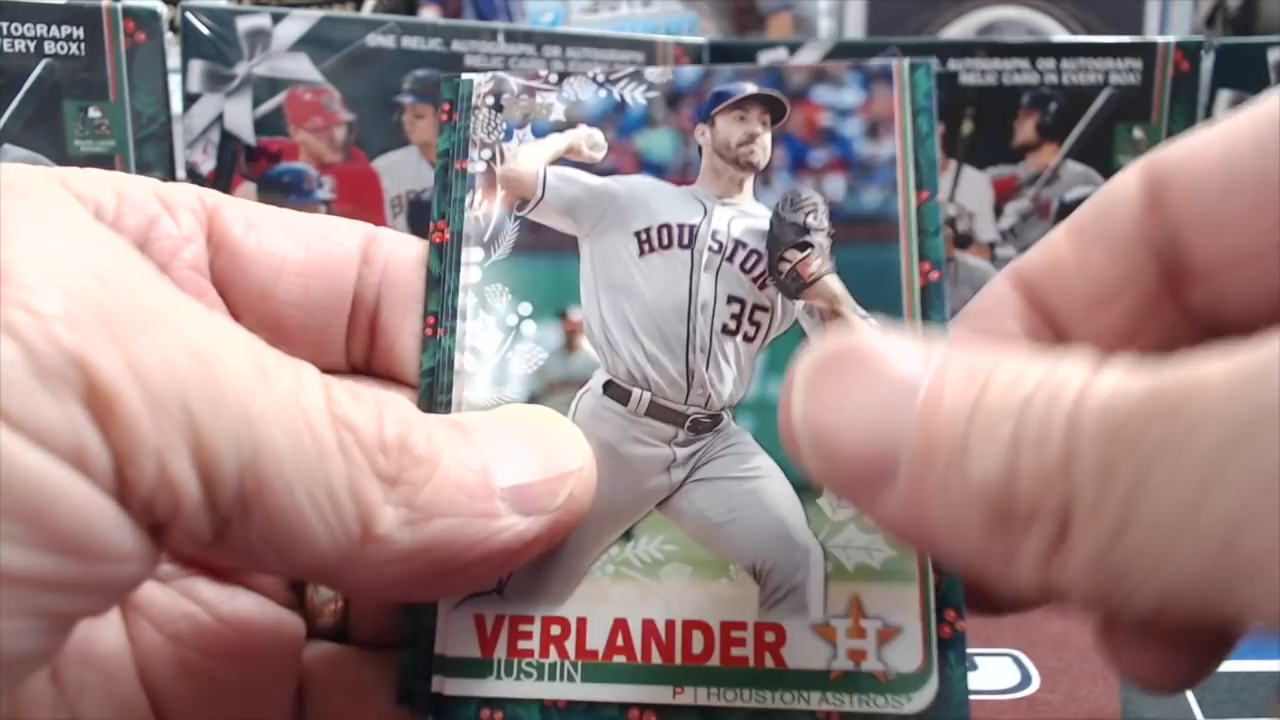 TOGRAPH
VERY BOX!
ONE RELIC, AUTOGRAPH, OR AUTOGRAPH
RELIC CARD IN EVERY BOX!
, AUTOGRAPH, OR AUTOGRAPH
RELIC CARD IN EVERY BOX!
HOUSTON
35
VERLANDER
JUSTIN
P | HOUSTON ASTROS
H